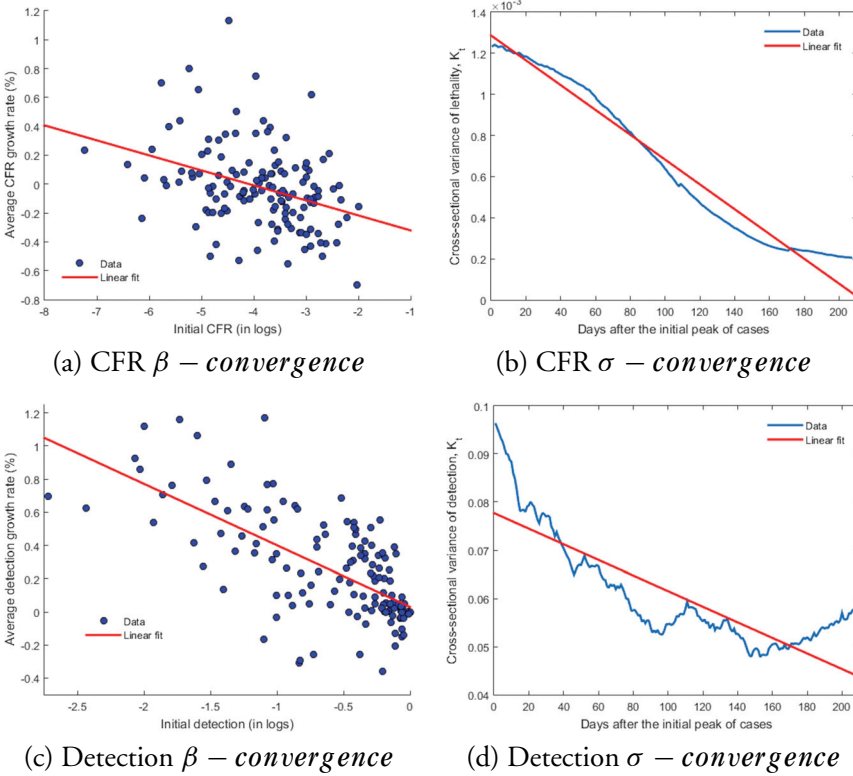 Average CFR growth rate (%)
1.2
1
0.8
0.6
0.4
0.2
0
-0.2
-0.4
-0.6
-0.8
Data
Linear fit
-8 -7 -6 -5 -4 -3 -2 -1
Initial CFR (in logs)
(a) CFR β − convergence
Cross-sectional variance of lethality, K_t
×10⁻³
1.4
1.2
1
0.8
0.6
0.4
0.2
0
Data
Linear fit
0 20 40 60 80 100 120 140 160 180 200
Days after the initial peak of cases
(b) CFR σ − convergence
Average detection growth rate (%)
1.2
1
0.8
0.6
0.4
0.2
0
-0.2
-0.4
Data
Linear fit
-2.5 -2 -1.5 -1 -0.5 0
Initial detection (in logs)
(c) Detection β − convergence
Cross-sectional variance of detection, K_t
0.1
0.09
0.08
0.07
0.06
0.05
0.04
Data
Linear fit
0 20 40 60 80 100 120 140 160 180 200
Days after the initial peak of cases
(d) Detection σ − convergence